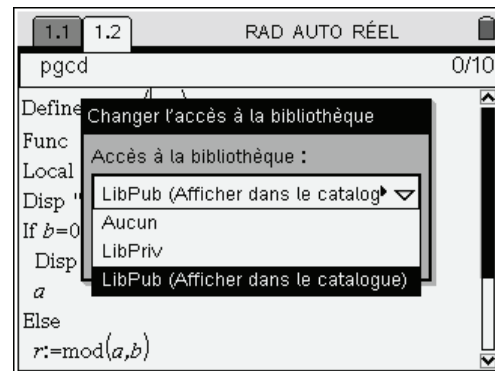 1.1 1.2 RAD AUTO RÉEL
pgcd 0/10
Define
Changer l'accès à la bibliothèque
Func
Accès à la bibliothèque :
Local
LibPub (Afficher dans le catalog
Disp "
Aucun
If b=0
LibPriv
Disp
LibPub (Afficher dans le catalogue)
a
Else
r:=mod(a,b)